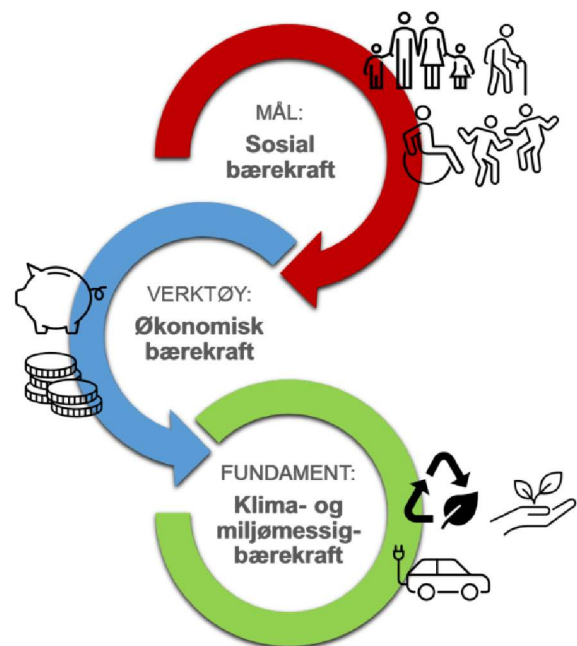 MÅL:
Sosial
bærekraft
VERKTØY:
Økonomisk
bærekraft
FUNDAMENT:
Klima- og
miljømessig-
bærekraft